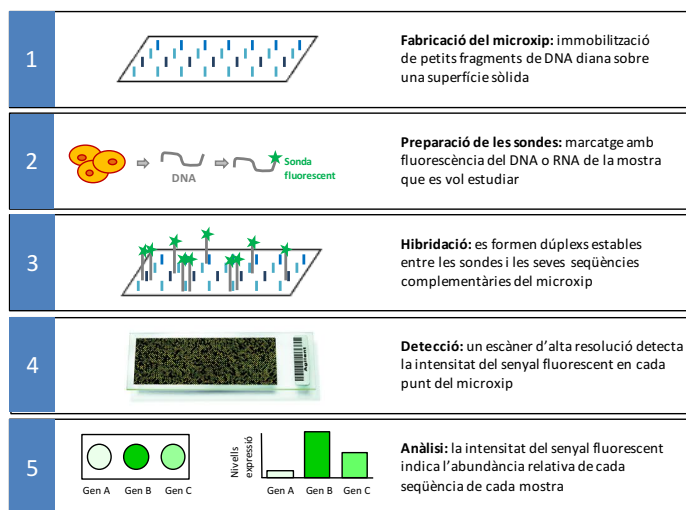 1
Fabricació del microxip: immobilització
de petits fragments de DNA diana sobre
una superfície sòlida
2
DNA
Sonda
fluorescent
Preparació de les sondes: marcatge amb
fluorescència del DNA o RNA de la mostra
que es vol estudiar
3
Hibridació: es formen dúplexs estables
entre les sondes i les seves seqüències
complementàries del microxip
4
Agilent
Detecció: un escàner d'alta resolució detecta
la intensitat del senyal fluorescent en cada
punt del microxip
5
Gen A Gen B Gen C
Nivells
expressió
Gen A Gen B Gen C
Anàlisi: la intensitat del senyal fluorescent
indica l'abundància relativa de cada
seqüència de cada mostra